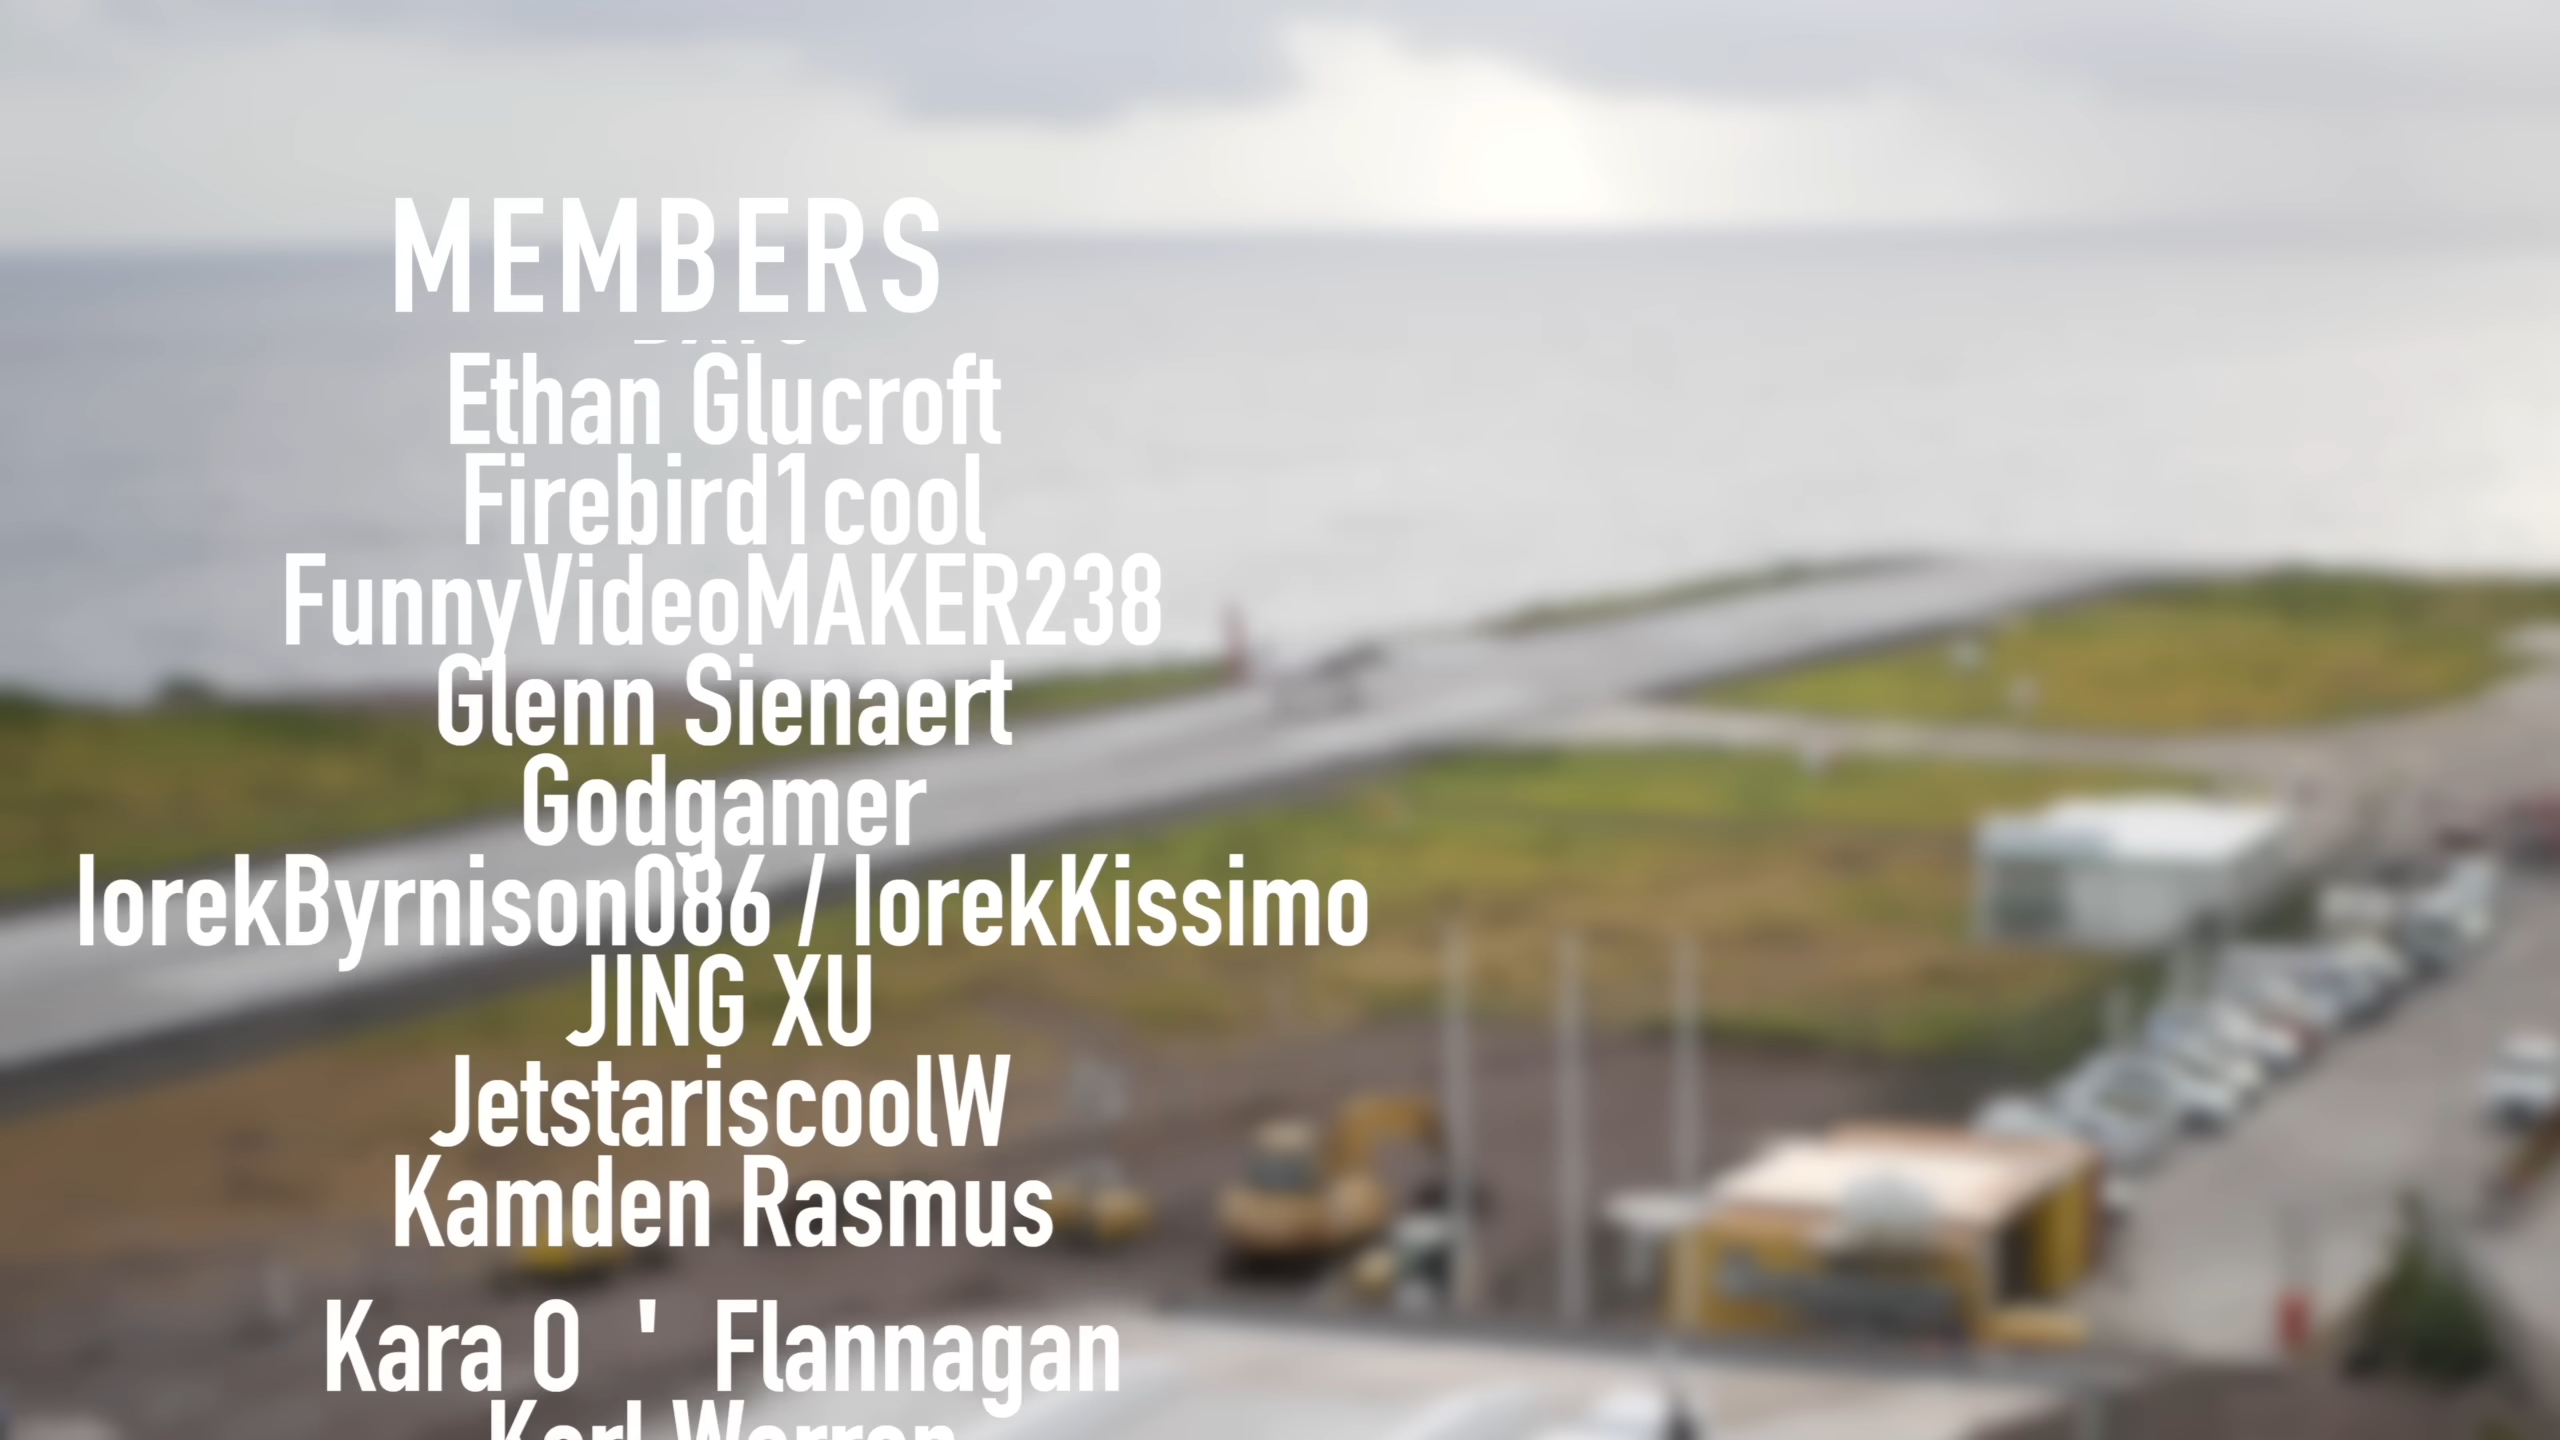 MEMBERS
Ethan Glucroft
Firebird1cool
FunnyVideoMAKER238
Glenn Sienaert
Godgamer
IorekByrnison086 / IorekKissimo
JING XU
JetstariscoolW
Kamden Rasmus
Kara O ' Flannagan